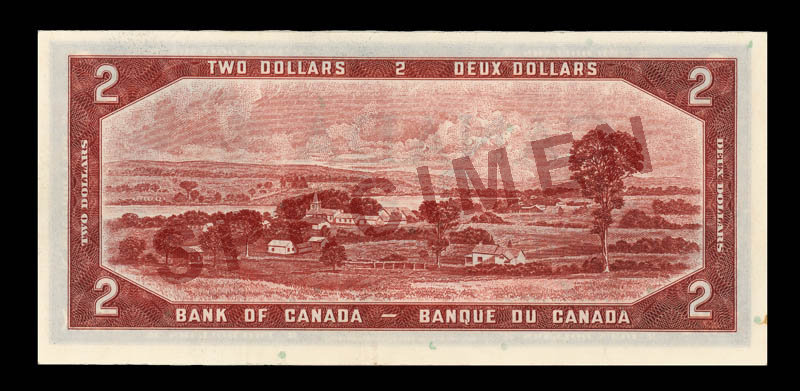 TWO DOLLARS 2 DEUX DOLLARS
2
2
TWO DOLLARS
DEUX DOLLARS
SPECIMEN
2
2
BANK OF CANADA — BANQUE DU CANADA